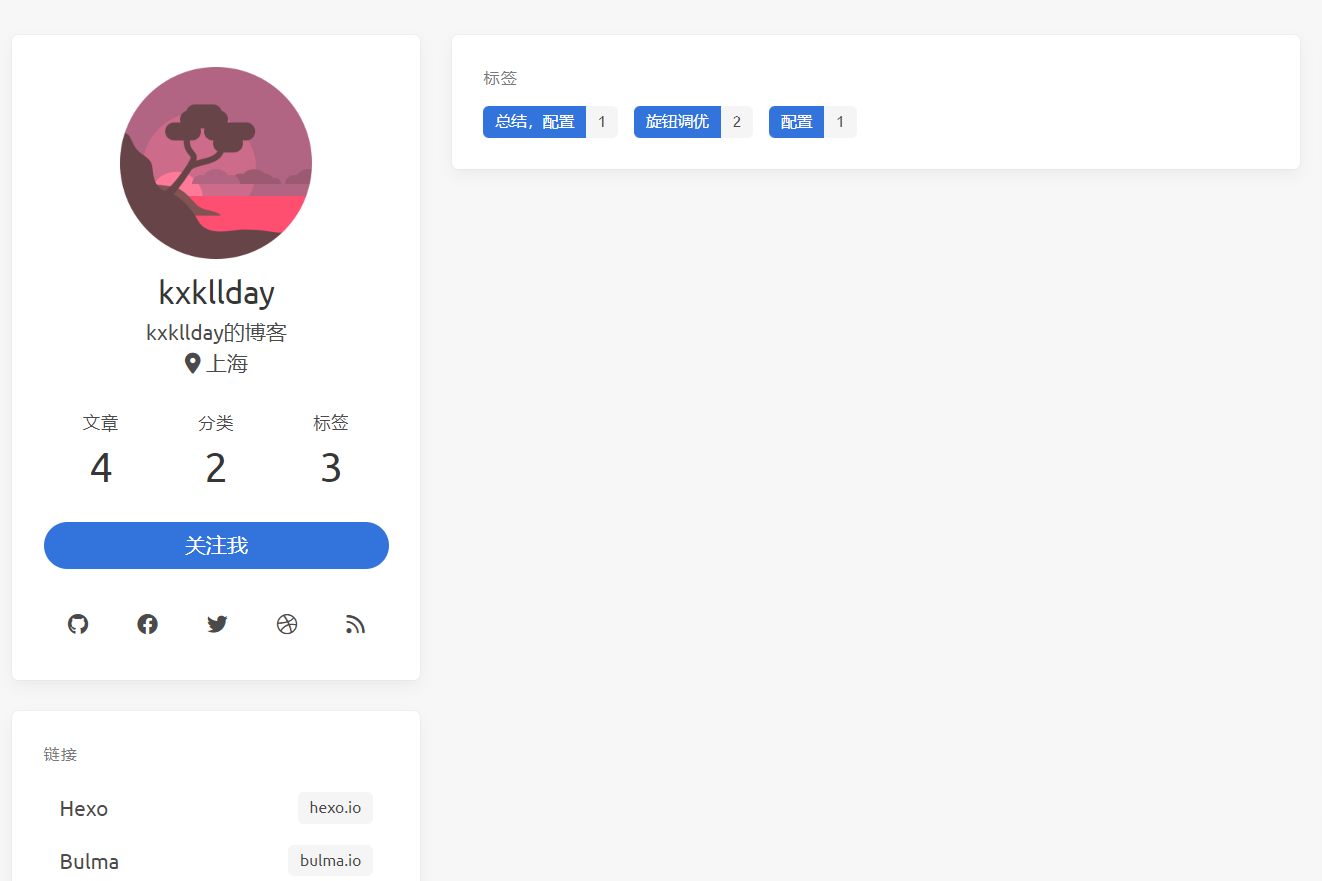 kxkllday
kxkllday的博客
上海
文章 分类 标签
4 2 3
关注我
链接
Hexo hexo.io
Bulma bulma.io
标签
总结，配置 1 旋钮调优 2 配置 1